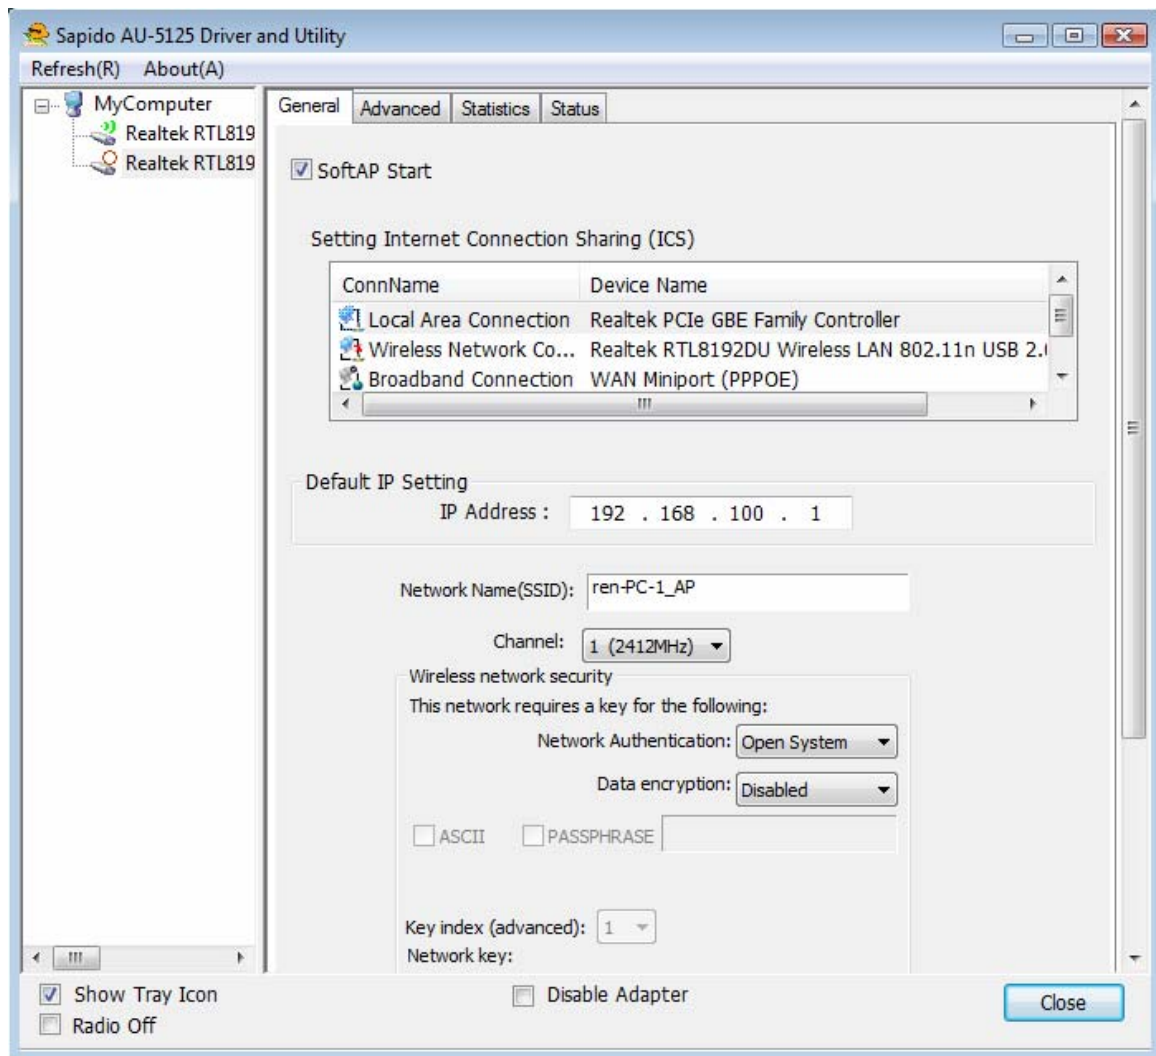 Sapido AU-5125 Driver and Utility
Refresh(R) About(A)
MyComputer
Realtek RTL819
Realtek RTL819
General Advanced Statistics Status
SoftAP Start
Setting Internet Connection Sharing (ICS)
ConnName Device Name
Local Area Connection Realtek PCIe GBE Family Controller
Wireless Network Co... Realtek RTL8192DU Wireless LAN 802.11n USB 2.
Broadband Connection WAN Miniport (PPPOE)
Default IP Setting
IP Address : 192 . 168 . 100 . 1
Network Name(SSID): ren-PC-1_AP
Channel: 1 (2412MHz)
Wireless network security
This network requires a key for the following:
Network Authentication: Open System
Data encryption: Disabled
ASCII PASSPHRASE
Key index (advanced): 1
Network key:
Show Tray Icon Disable Adapter Close
Radio Off